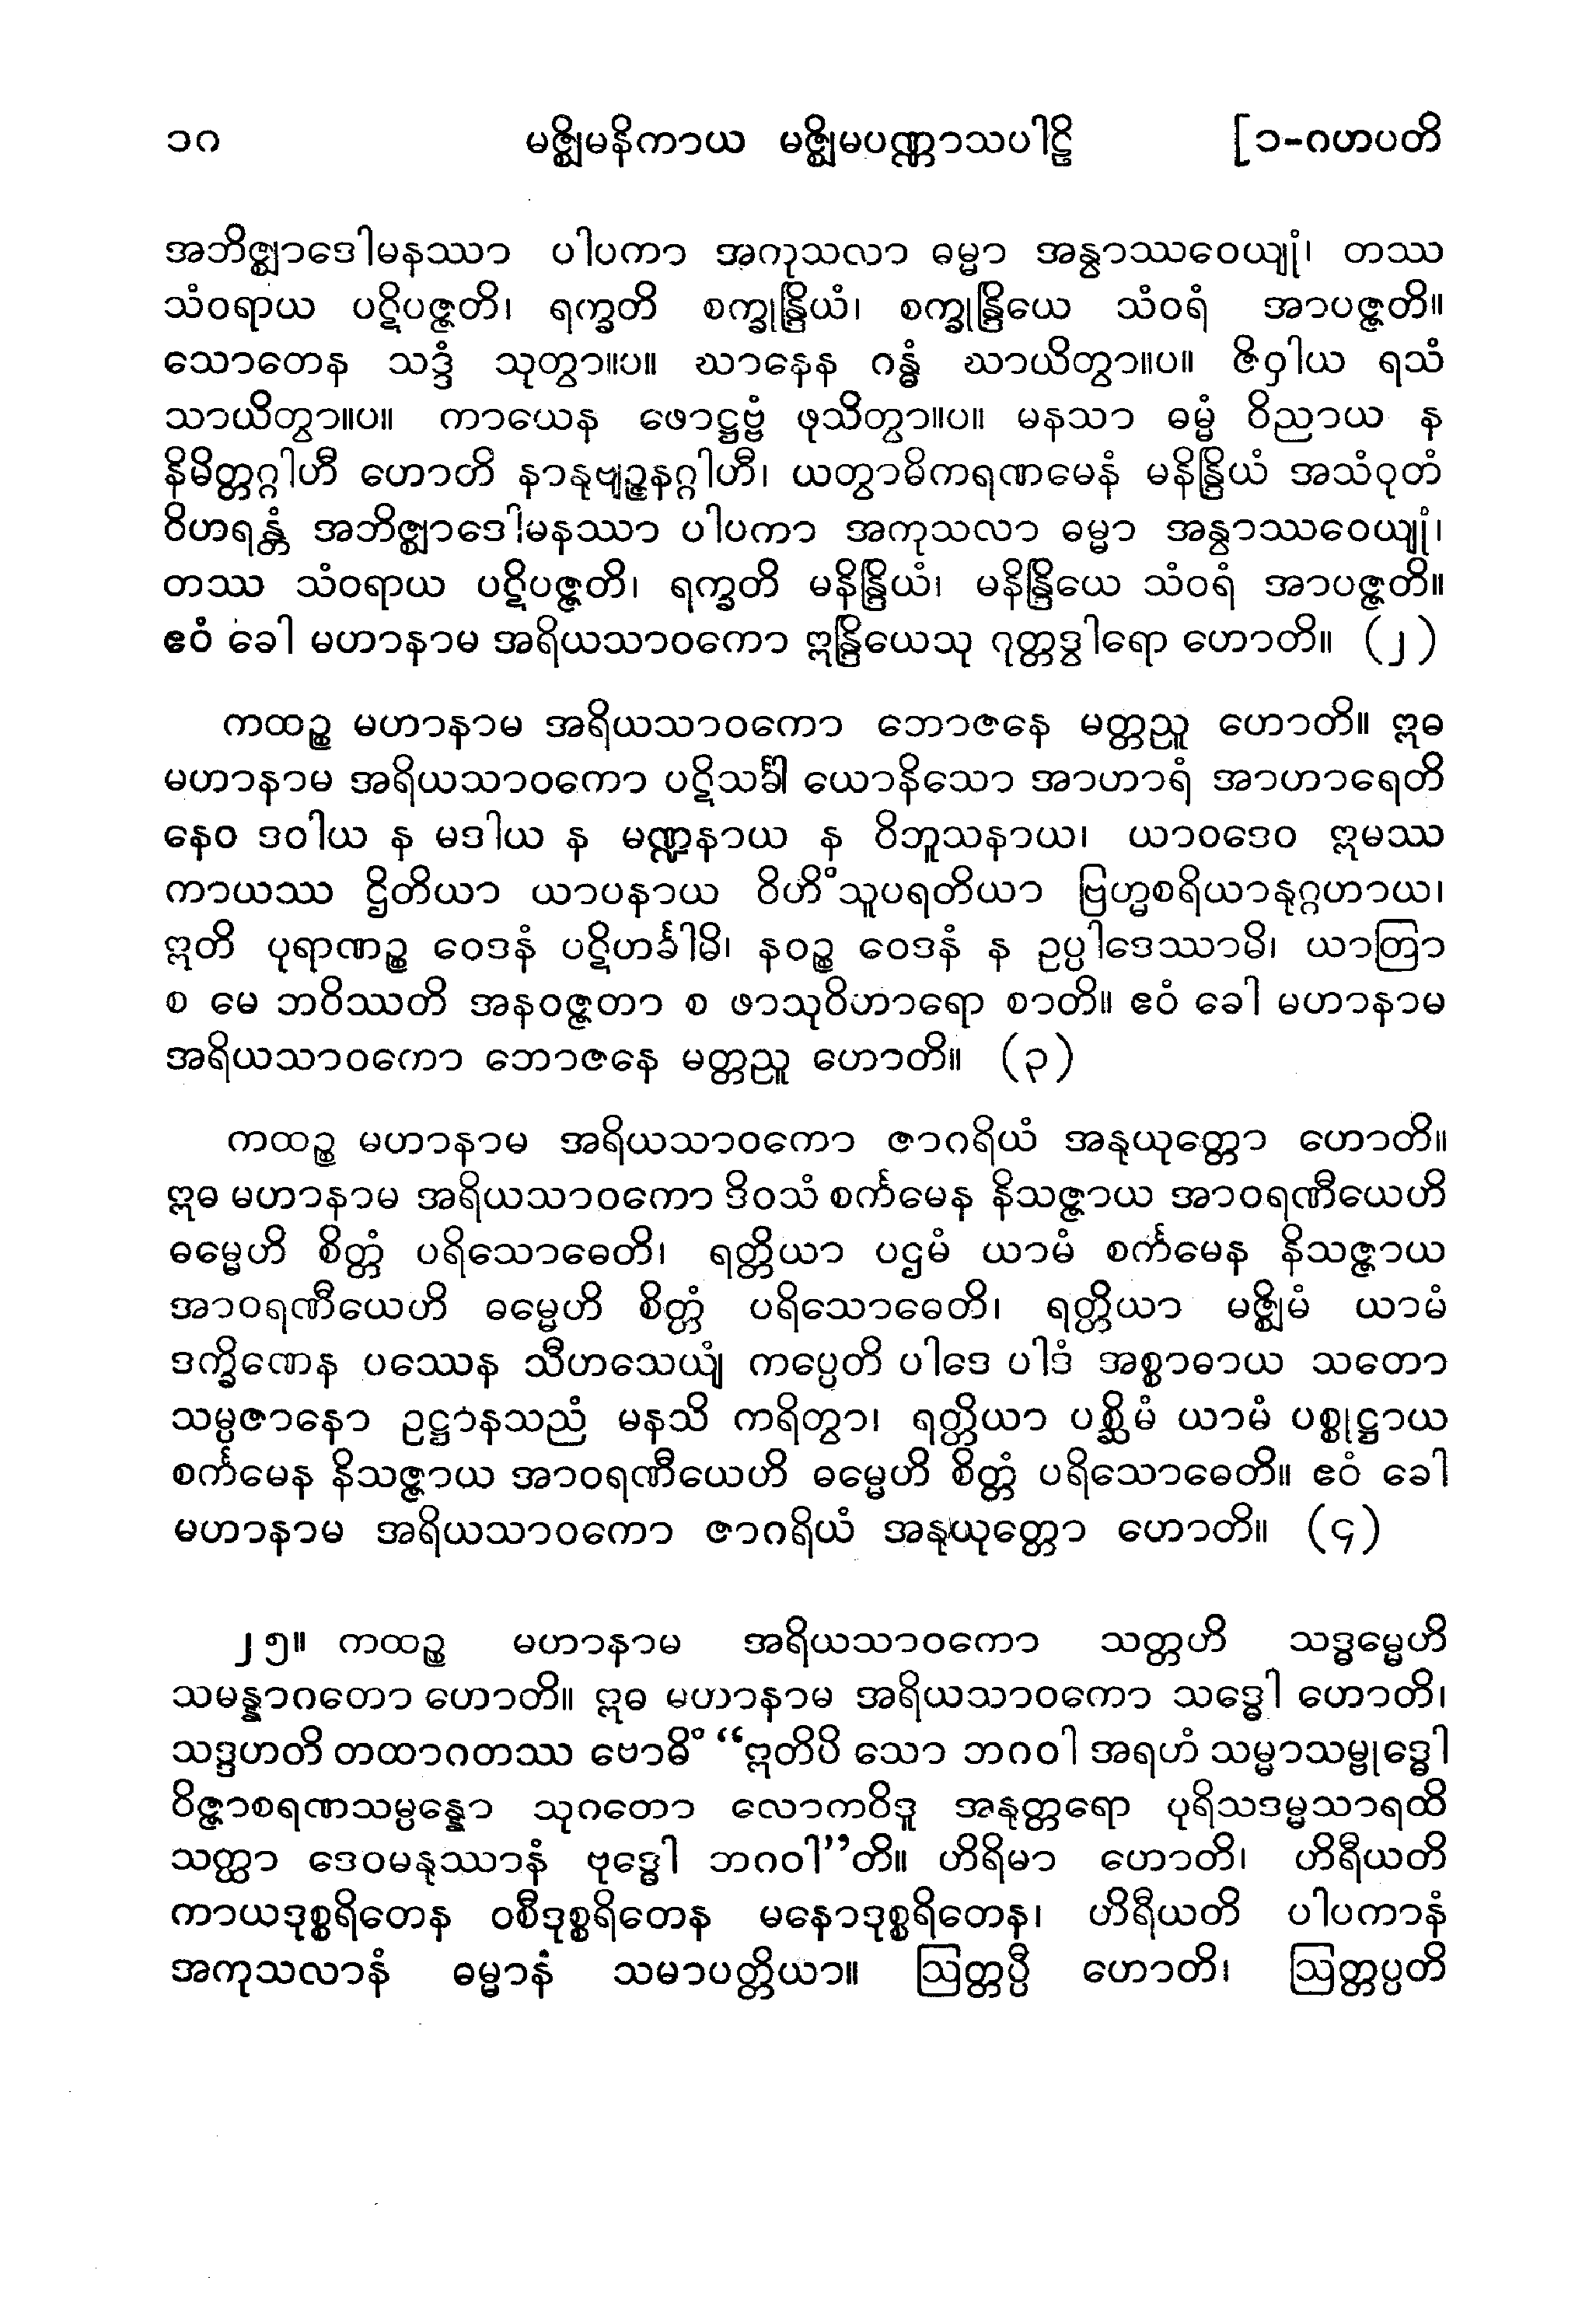 ၁၈ မဇ္ဈိမနိကာယ မဇ္ဈိမပဏ္ဏာသပါဠိ [၁-ဂဟပတိ
အဘိဇ္ဈာဒေါမနဿာ ပါပကာ အကုသလာ ဓမ္မာ အနွာဿဝေယျုံ၊ တဿ
သံဝရာယ ပဋိပဇ္ဇတိ၊ ရက္ခတိ စက္ခုန္ဒြိယံ၊ စက္ခုန္ဒြိယေ သံဝရံ အာပဇ္ဇတိ။
သောတေန သဒ္ဒံ သုတွာ။ပ။ ဃာနေန ဂန္ဓံ ဃာယိတွာ။ပ။ ဇိဝှါယ ရသံ
သာယိတွာ။ပ။ ကာယေန ဖောဋ္ဌဗ္ဗံ ဖုသိတွာ။ပ။ မနသာ ဓမ္မံ ဝိညာယ န
နိမိတ္တဂ္ဂါဟီ ဟောတိ နာနုဗျဉ္ဇနဂ္ဂါဟီ၊ ယတွာဓိကရဏမေနံ မနိန္ဒြိယံ အသံဝုတံ
ဝိဟရန္တံ အဘိဇ္ဈာဒေါမနဿာ ပါပကာ အကုသလာ ဓမ္မာ အနွာဿဝေယျုံ၊
တဿ သံဝရာယ ပဋိပဇ္ဇတိ၊ ရက္ခတိ မနိန္ဒြိယံ၊ မနိန္ဒြိယေ သံဝရံ အာပဇ္ဇတိ။
ဧဝံ ခေါ မဟာနာမ အရိယသာဝကော ဣန္ဒြိယေသု ဂုတ္တဒွါရော ဟောတိ။ (၂)
ကထဉ္စ မဟာနာမ အရိယသာဝကော ဘောဇနေ မတ္တညူ ဟောတိ။ ဣဓ
မဟာနာမ အရိယသာဝကော ပဋိသင်္ခါ ယောနိသော အာဟာရံ အာဟာရေတိ
နေဝ ဒဝါယ န မဒါယ န မဏ္ဍနာယ န ဝိဘူသနာယ၊ ယာဝဒေဝ ဣမဿ
ကာယဿ ဌိတိယာ ယာပနာယ ဝိဟိံသူပရတိယာ ဗြဟ္မစရိယာနုဂ္ဂဟာယ၊
ဣတိ ပုရာဏဉ္စ ဝေဒနံ ပဋိဟင်္ခါမိ၊ နဝဉ္စ ဝေဒနံ န ဥပ္ပါဒေဿာမိ၊ ယာတြာ
စ မေ ဘဝိဿတိ အနဝဇ္ဇတာ စ ဖာသုဝိဟာရော စာတိ။ ဧဝံ ခေါ မဟာနာမ
အရိယသာဝကော ဘောဇနေ မတ္တညူ ဟောတိ။ (၃)
ကထဉ္စ မဟာနာမ အရိယသာဝကော ဇာဂရိယံ အနုယုတ္တော ဟောတိ။
ဣဓ မဟာနာမ အရိယသာဝကော ဒိဝသံ စင်္ကမေန နိသဇ္ဇာယ အာဝရဏီယေဟိ
ဓမ္မေဟိ စိတ္တံ ပရိသောဓေတိ၊ ရတ္တိယာ ပဌမံ ယာမံ စင်္ကမေန နိသဇ္ဇာယ
အာဝရဏီယေဟိ ဓမ္မေဟိ စိတ္တံ ပရိသောဓေတိ၊ ရတ္တိယာ မဇ္ဈိမံ ယာမံ
ဒက္ခိဏေန ပဿေန သီဟသေယျံ ကပ္ပေတိ ပါဒေ ပါဒံ အစ္စာဓာယ သတော
သမ္ပဇာနော ဥဋ္ဌာနသညံ မနသိ ကရိတွာ၊ ရတ္တိယာ ပစ္ဆိမံ ယာမံ ပစ္စုဋ္ဌာယ
စင်္ကမေန နိသဇ္ဇာယ အာဝရဏီယေဟိ ဓမ္မေဟိ စိတ္တံ ပရိသောဓေတိ။ ဧဝံ ခေါ
မဟာနာမ အရိယသာဝကော ဇာဂရိယံ အနုယုတ္တော ဟောတိ။ (၄)
၂၅။ ကထဉ္စ မဟာနာမ အရိယသာဝကော သတ္တဟိ သဒ္ဓမ္မေဟိ
သမန္နာဂတော ဟောတိ။ ဣဓ မဟာနာမ အရိယသာဝကော သဒ္ဓေါ ဟောတိ၊
သဒ္ဒဟတိ တထာဂတဿ ဗောဓိံ “ဣတိပိ သော ဘဂဝါ အရဟံ သမ္မာသမ္ဗုဒ္ဓေါ
ဝိဇ္ဇာစရဏသမ္ပန္နော သုဂတော လောကဝိဒူ အနုတ္တရော ပုရိသဒမ္မသာရထိ
သတ္ထာ ဒေဝမနုဿာနံ ဗုဒ္ဓေါ ဘဂဝါ”တိ။ ဟိရိမာ ဟောတိ၊ ဟိရီယတိ
ကာယဒုစ္စရိတေန ဝစီဒုစ္စရိတေန မနောဒုစ္စရိတေန၊ ဟိရီယတိ ပါပကာနံ
အကုသလာနံ ဓမ္မာနံ သမာပတ္တိယာ။ ဩတ္တပ္ပီ ဟောတိ၊ ဩတ္တပ္ပတိ